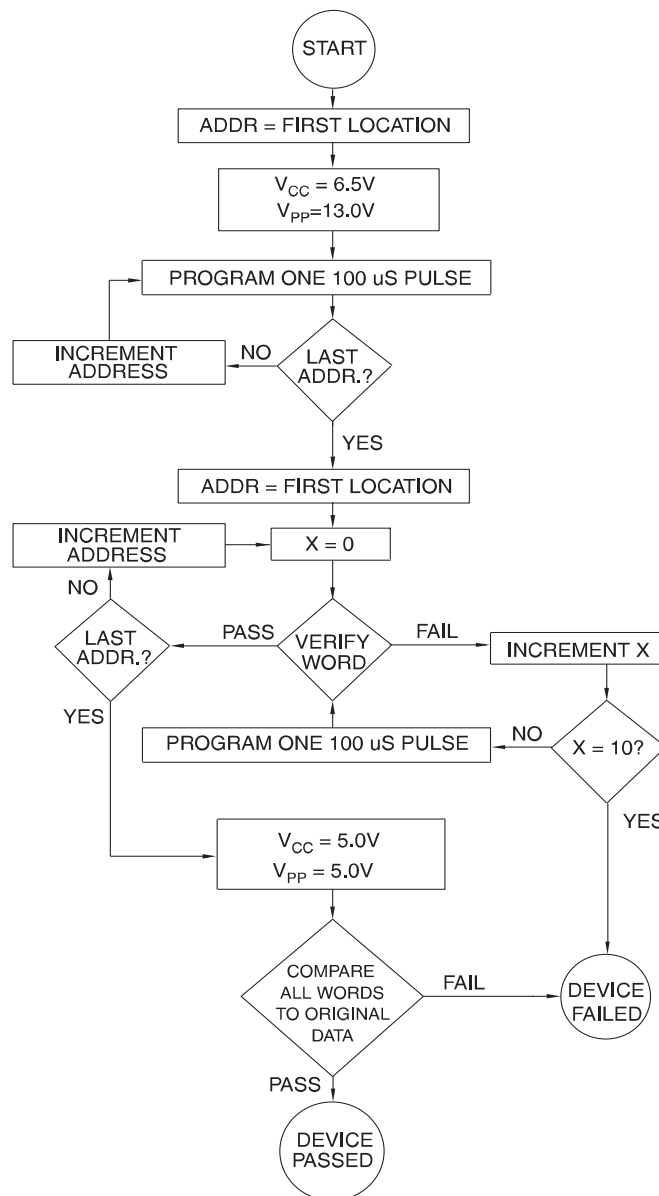 START
ADDR = FIRST LOCATION
VCC = 6.5V
VPP=13.0V
PROGRAM ONE 100 uS PULSE
INCREMENT
ADDRESS
NO
LAST
ADDR.?
YES
ADDR = FIRST LOCATION
INCREMENT
ADDRESS
X = 0
NO
LAST
ADDR.?
PASS
VERIFY
WORD
FAIL
INCREMENT X
YES
PROGRAM ONE 100 uS PULSE
NO
X = 10?
YES
VCC = 5.0V
VPP = 5.0V
COMPARE
ALL WORDS
TO ORIGINAL
DATA
FAIL
DEVICE
FAILED
PASS
DEVICE
PASSED